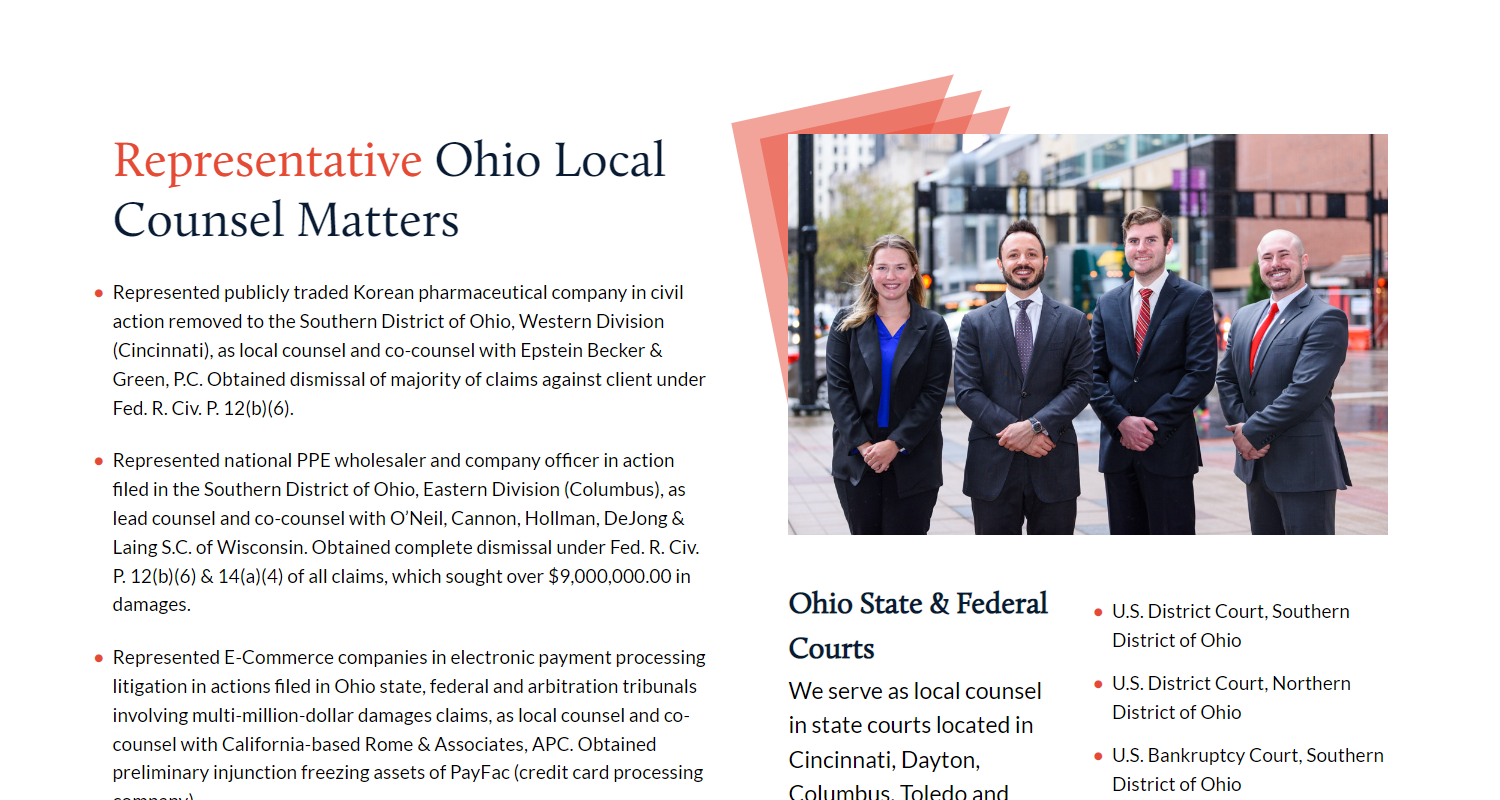 Representative Ohio Local
Counsel Matters
Represented publicly traded Korean pharmaceutical company in civil
action removed to the Southern District of Ohio, Western Division
(Cincinnati), as local counsel and co-counsel with Epstein Becker &
Green, P.C. Obtained dismissal of majority of claims against client under
Fed. R. Civ. P. 12(b)(6).
Represented national PPE wholesaler and company officer in action
filed in the Southern District of Ohio, Eastern Division (Columbus), as
lead counsel and co-counsel with O’Neil, Cannon, Hollman, DeJong &
Laing S.C. of Wisconsin. Obtained complete dismissal under Fed. R. Civ.
P. 12(b)(6) & 14(a)(4) of all claims, which sought over $9,000,000.00 in
damages.
Represented E-Commerce companies in electronic payment processing
litigation in actions filed in Ohio state, federal and arbitration tribunals
involving multi-million-dollar damages claims, as local counsel and co-
counsel with California-based Rome & Associates, APC. Obtained
preliminary injunction freezing assets of PayFac (credit card processing
company).
Ohio State & Federal
Courts
We serve as local counsel
in state courts located in
Cincinnati, Dayton,
Columbus, Toledo and
U.S. District Court, Southern
District of Ohio
U.S. District Court, Northern
District of Ohio
U.S. Bankruptcy Court, Southern
District of Ohio